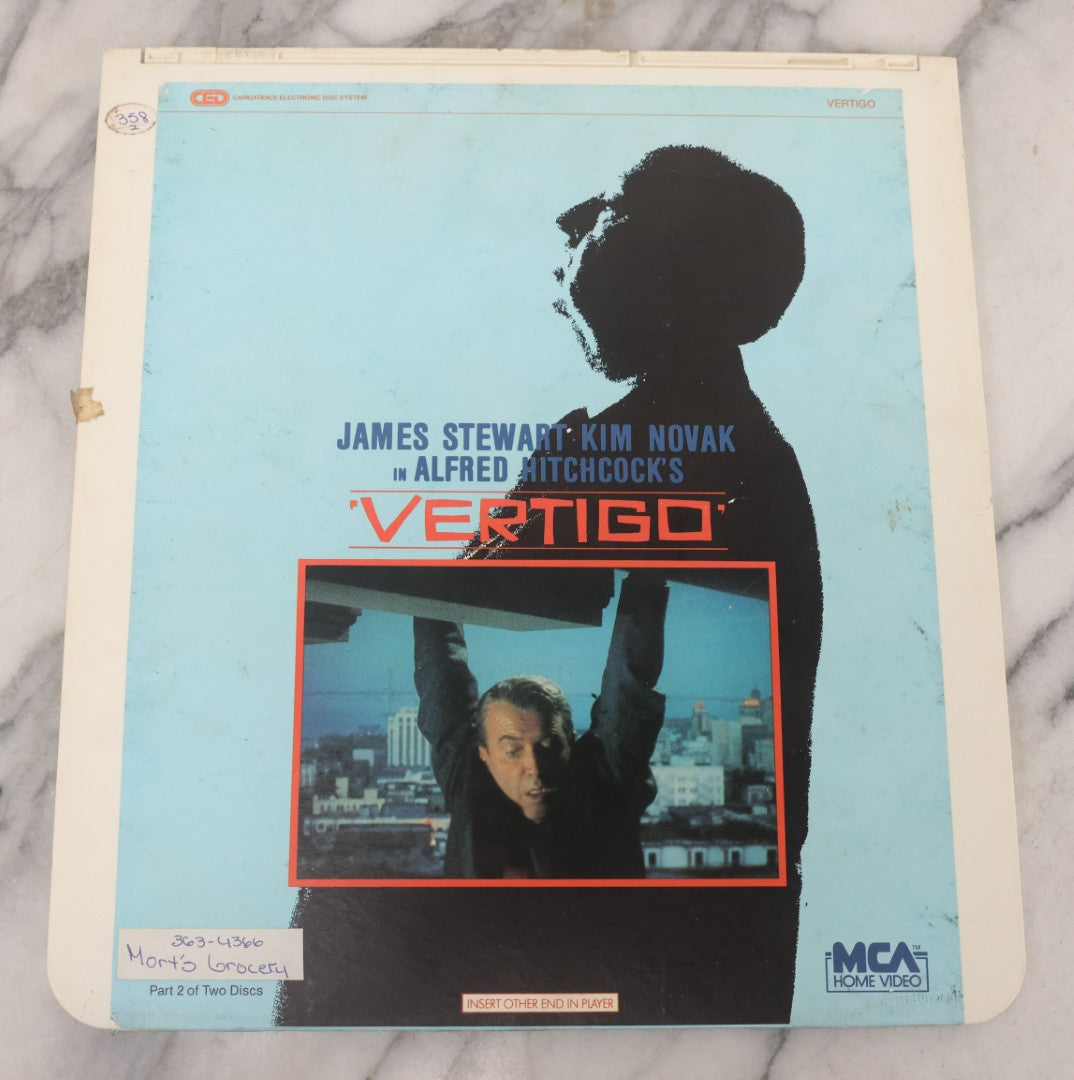 CED CAPACITANCE ELECTRONIC DISC SYSTEM
VERTIGO
358
2
JAMES STEWART KIM NOVAK
IN ALFRED HITCHCOCK'S
'VERTIGO'
363-4366
Mort's Grocery
Part 2 of Two Discs
INSERT OTHER END IN PLAYER
MCA™
HOME VIDEO